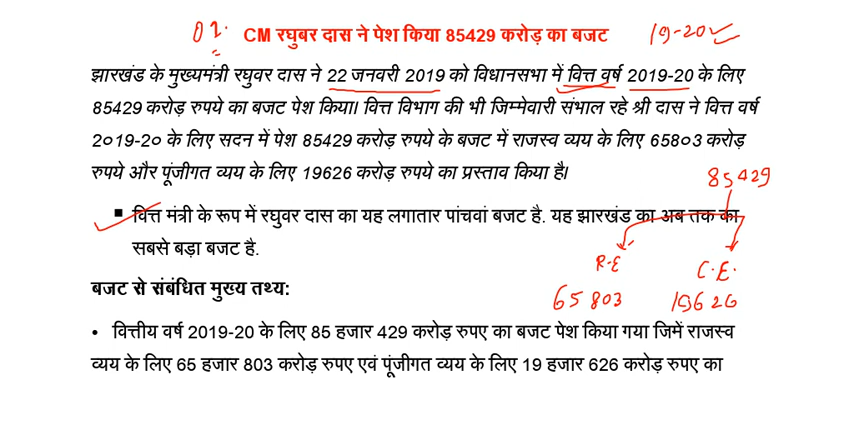 02. CM रघुबर दास ने पेश किया 85429 करोड़ का बजट 19-20
झारखंड के मुख्यमंत्री रघुवर दास ने 22 जनवरी 2019 को विधानसभा में वित्त वर्ष 2019-20 के लिए
85429 करोड़ रुपये का बजट पेश किया। वित्त विभाग की भी जिम्मेवारी संभाल रहे श्री दास ने वित्त वर्ष
2०19-2० के लिए सदन में पेश 85429 करोड़ रुपये के बजट में राजस्व व्यय के लिए 658०3 करोड़
रुपये और पूंजीगत व्यय के लिए 19626 करोड़ रुपये का प्रस्ताव किया है।
85429
▪ वित्त मंत्री के रूप में रघुवर दास का यह लगातार पांचवां बजट है. यह झारखंड का अब तक का
सबसे बड़ा बजट है.
R.E C.E.
बजट से संबंधित मुख्य तथ्य:
65803 19626
• वित्तीय वर्ष 2019-20 के लिए 85 हजार 429 करोड़ रुपए का बजट पेश किया गया जिमें राजस्व
व्यय के लिए 65 हजार 803 करोड़ रुपए एवं पूंजीगत व्यय के लिए 19 हजार 626 करोड़ रुपए का